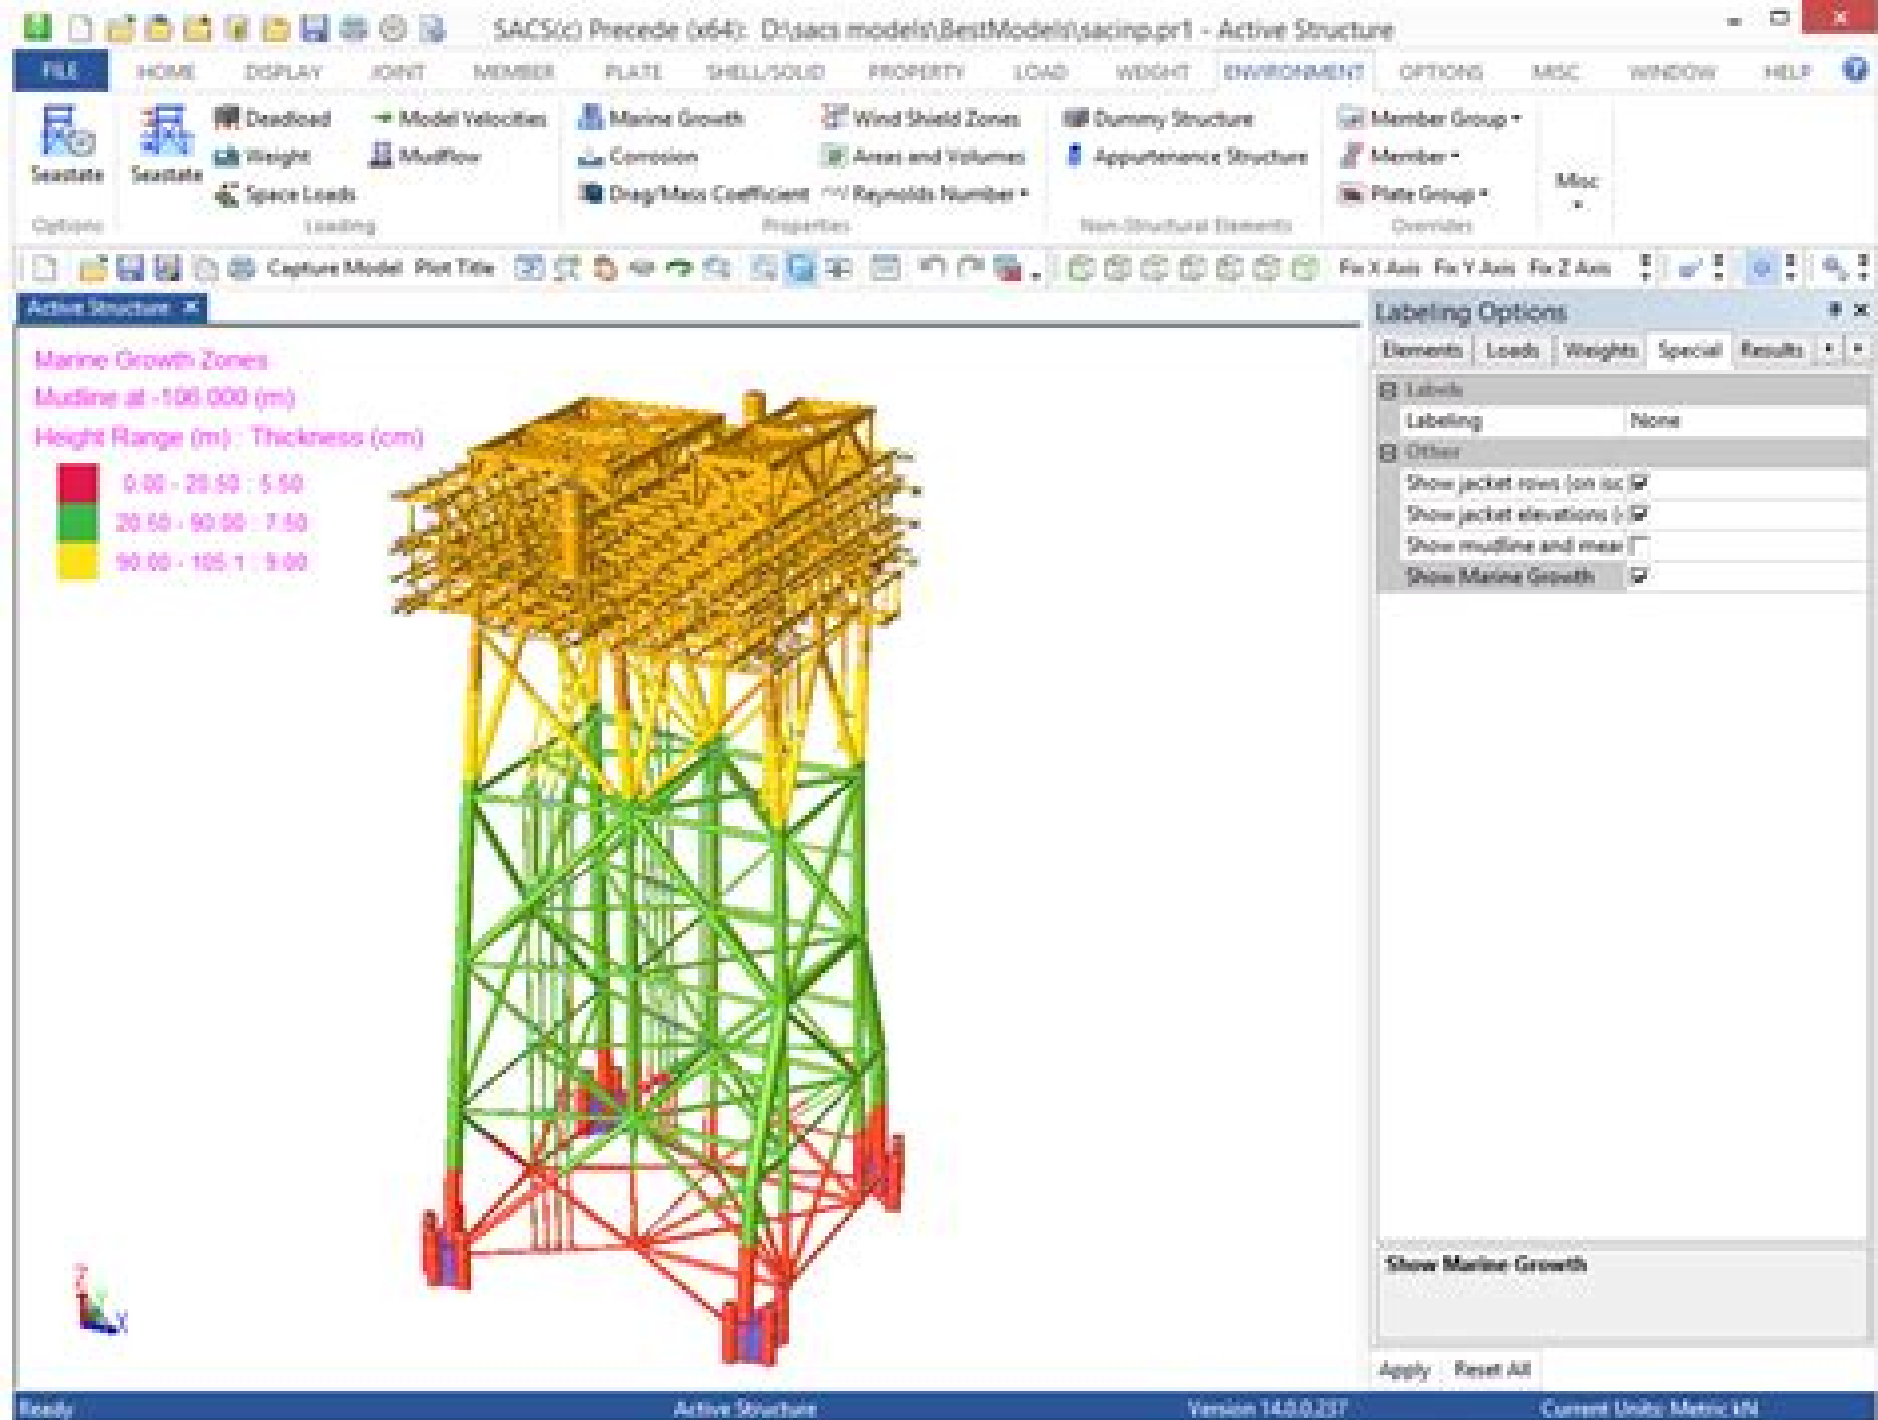 SACS(c) Precede (x64): D:\sacs models\BestModels\sacinp.pr1 - Active Structure
FILE HOME DISPLAY JOINT MEMBER PLATE SHELL/SOLID PROPERTY LOAD WEIGHT ENVIRONMENT OPTIONS MISC WINDOW HELP
Deadload Model Velocities Marine Growth Wind Shield Zones Dummy Structure Member Group
Seastate Seastate Weight Mudflow Corrosion Areas and Volumes Appurtenance Structure Member
Space Loads Drag/Mass Coefficient Reynolds Number Plate Group Misc
Options Loading Properties Non-Structural Elements Overrides
Capture Model Plot Title Fix X Axis Fix Y Axis Fix Z Axis
Active Structure
Marine Growth Zones
Mudline at -106.000 (m)
Height Range (m) : Thickness (cm)
0.00 - 20.50 : 5.50
20.50 - 90.00 : 7.50
90.00 - 105.1 : 9.00
Z
Y
X
Labeling Options
Elements Loads Weights Special Results
Labels
Labeling None
Other
Show jacket rows (on isc
Show jacket elevations (
Show mudline and mear
Show Marine Growth
Show Marine Growth
Apply Reset All
Ready Active Structure Version 14.0.0.237 Current Units: Metric kN